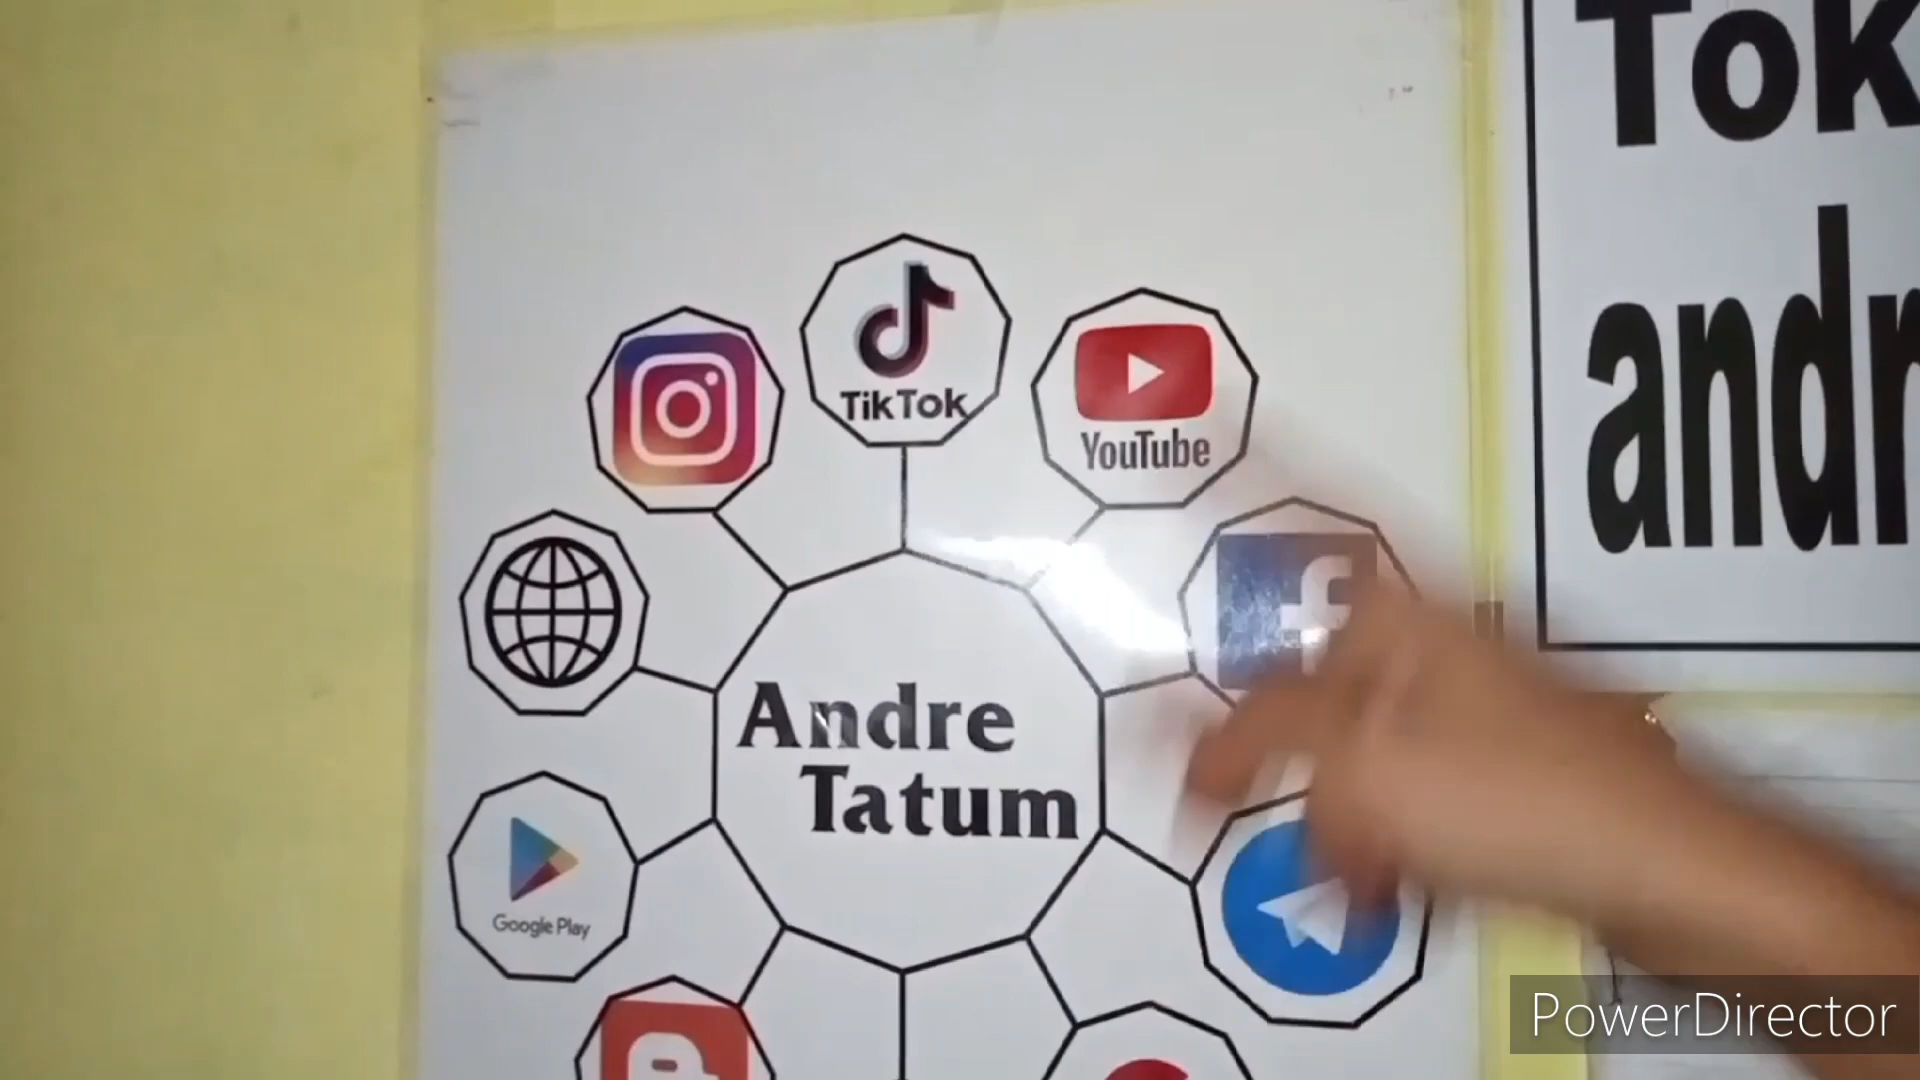 Tok
andr
TikTok
YouTube
Andre
Tatum
Google Play
PowerDirector